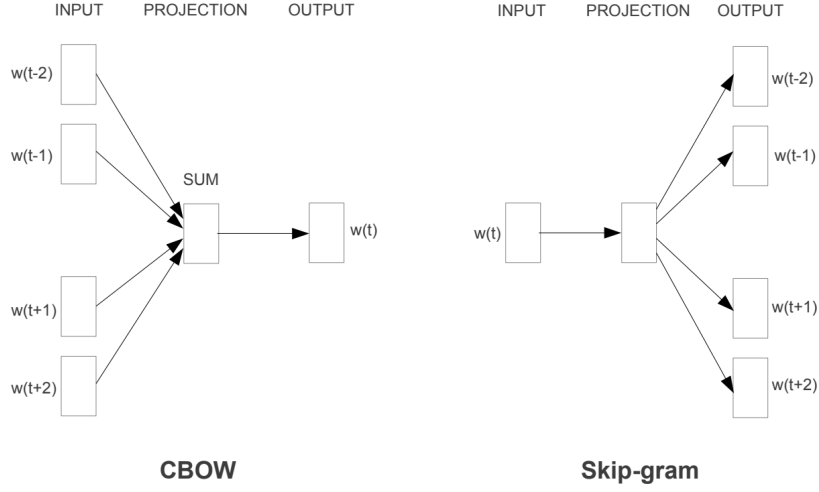 INPUT PROJECTION OUTPUT
w(t-2)
w(t-1)
SUM
w(t)
w(t+1)
w(t+2)
CBOW
INPUT PROJECTION OUTPUT
w(t-2)
w(t-1)
w(t)
w(t+1)
w(t+2)
Skip-gram